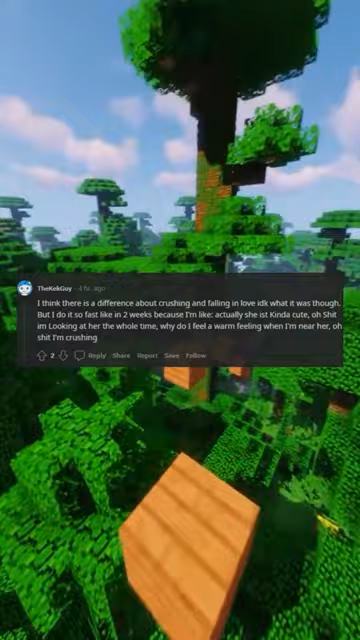 TheKekGuy · 4 hr. ago
I think there is a difference about crushing and falling in love idk what it was though.
But I do it so fast like in 2 weeks because I'm like: actually she ist Kinda cute, oh Shit
im Looking at her the whole time, why do I feel a warm feeling when I'm near her, oh
shit I'm crushing
2 Reply Share Report Save Follow